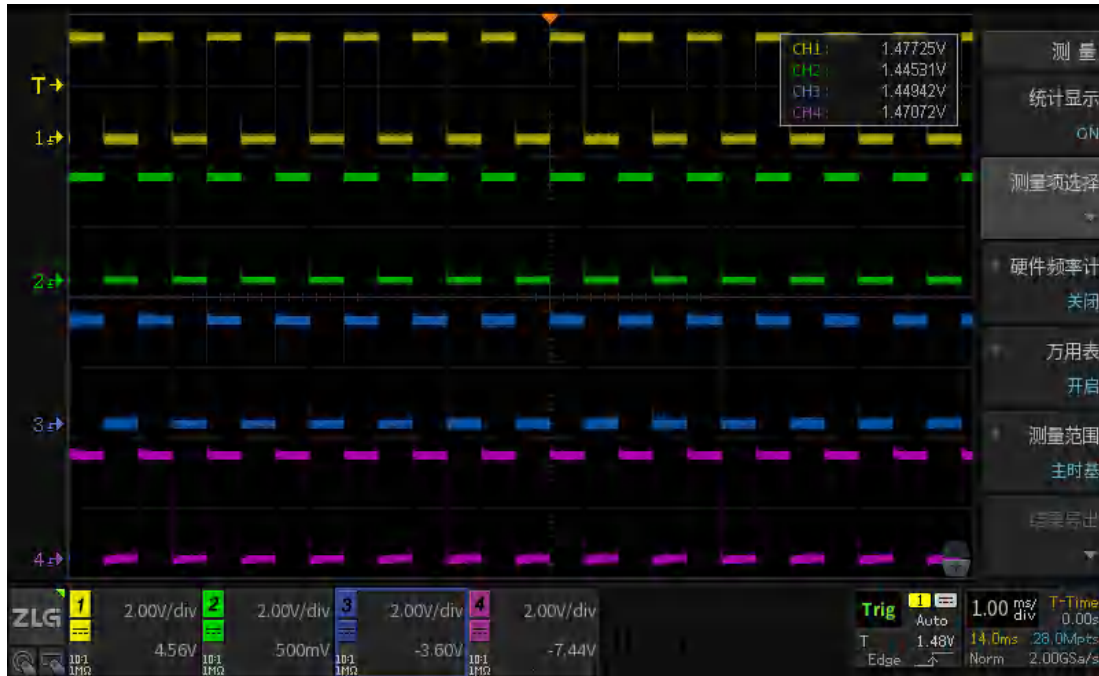 CH1: 1.47725V
CH2: 1.44531V
CH3: 1.44942V
CH4: 1.47072V
T
1
2
3
4
测量
统计显示
ON
测量项选择
硬件频率计
关闭
万用表
开启
测量范围
主时基
结果导出
ZLG
1 2.00V/div 4.56V 10:1 1MΩ
2 2.00V/div 500mV 10:1 1MΩ
3 2.00V/div -3.60V 10:1 1MΩ
4 2.00V/div -7.44V 10:1 1MΩ
Trig 1 Auto
T 1.48V
Edge
1.00 ms/div T-Time 0.00s
14.0ms 28.0Mpts
Norm 2.00GSa/s